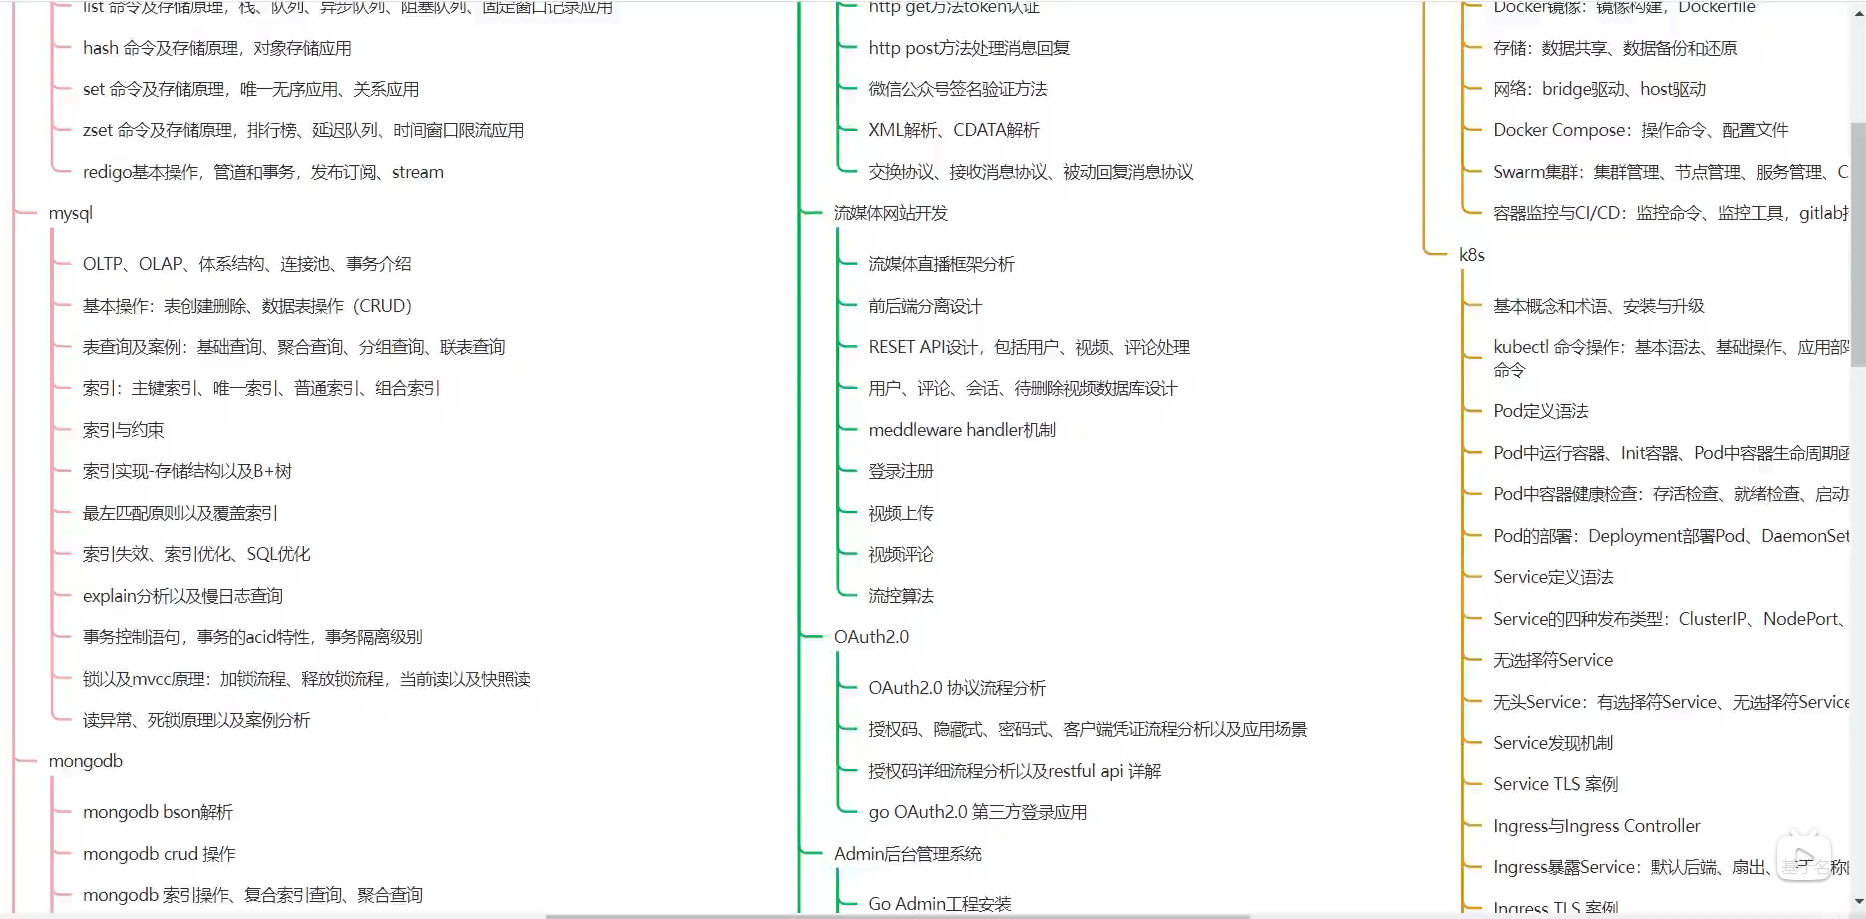 list 命令及存储原理，栈、队列、异步队列、阻塞队列、固定窗口记录应用
hash 命令及存储原理，对象存储应用
set 命令及存储原理，唯一无序应用、关系应用
zset 命令及存储原理，排行榜、延迟队列、时间窗口限流应用
redigo基本操作，管道和事务，发布订阅、stream
mysql
OLTP、OLAP、体系结构、连接池、事务介绍
基本操作：表创建删除、数据表操作（CRUD）
表查询及案例：基础查询、聚合查询、分组查询、联表查询
索引：主键索引、唯一索引、普通索引、组合索引
索引与约束
索引实现-存储结构以及B+树
最左匹配原则以及覆盖索引
索引失效、索引优化、SQL优化
explain分析以及慢日志查询
事务控制语句，事务的acid特性，事务隔离级别
锁以及mvcc原理：加锁流程、释放锁流程，当前读以及快照读
读异常、死锁原理以及案例分析
mongodb
mongodb bson解析
mongodb crud 操作
mongodb 索引操作、复合索引查询、聚合查询
http get方法token认证
http post方法处理消息回复
微信公众号签名验证方法
XML解析、CDATA解析
交换协议、接收消息协议、被动回复消息协议
流媒体网站开发
流媒体直播框架分析
前后端分离设计
RESET API设计，包括用户、视频、评论处理
用户、评论、会话、待删除视频数据库设计
meddleware handler机制
登录注册
视频上传
视频评论
流控算法
OAuth2.0
OAuth2.0 协议流程分析
授权码、隐藏式、密码式、客户端凭证流程分析以及应用场景
授权码详细流程分析以及restful api 详解
go OAuth2.0 第三方登录应用
Admin后台管理系统
Go Admin工程安装
Docker镜像：镜像构建，Dockerfile
存储：数据共享、数据备份和还原
网络：bridge驱动、host驱动
Docker Compose：操作命令、配置文件
Swarm集群：集群管理、节点管理、服务管理、C
容器监控与CI/CD：监控命令、监控工具，gitlab
k8s
基本概念和术语、安装与升级
kubectl 命令操作：基本语法、基础操作、应用部
命令
Pod定义语法
Pod中运行容器、Init容器、Pod中容器生命周期
Pod中容器健康检查：存活检查、就绪检查、启动
Pod的部署：Deployment部署Pod、DaemonSet
Service定义语法
Service的四种发布类型：ClusterIP、NodePort、
无选择符Service
无头Service：有选择符Service、无选择符Service
Service发现机制
Service TLS 案例
Ingress与Ingress Controller
Ingress暴露Service：默认后端、扇出、基于名称
Ingress TLS 案例